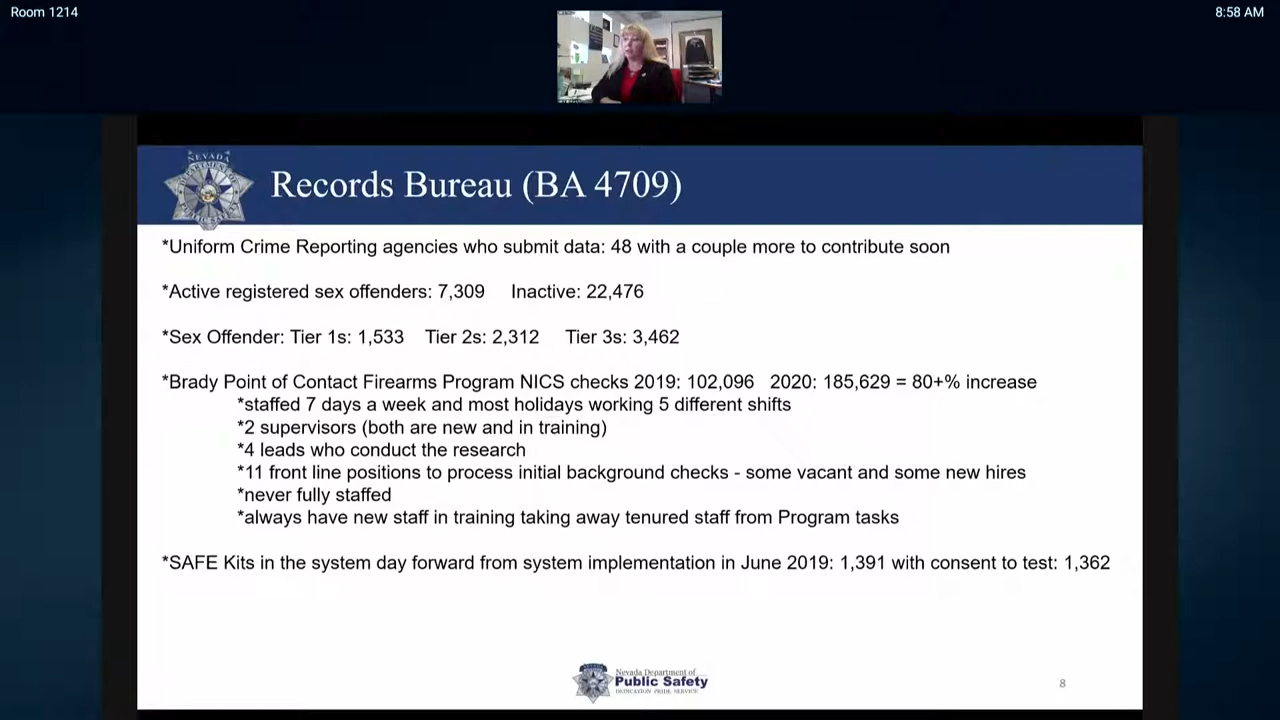 Room 1214
8:58 AM
NEVADA
Records Bureau (BA 4709)
*Uniform Crime Reporting agencies who submit data: 48 with a couple more to contribute soon
*Active registered sex offenders: 7,309 Inactive: 22,476
*Sex Offender: Tier 1s: 1,533 Tier 2s: 2,312 Tier 3s: 3,462
*Brady Point of Contact Firearms Program NICS checks 2019: 102,096 2020: 185,629 = 80+% increase
*staffed 7 days a week and most holidays working 5 different shifts
*2 supervisors (both are new and in training)
*4 leads who conduct the research
*11 front line positions to process initial background checks - some vacant and some new hires
*never fully staffed
*always have new staff in training taking away tenured staff from Program tasks
*SAFE Kits in the system day forward from system implementation in June 2019: 1,391 with consent to test: 1,362
Nevada Department of
Public Safety
DEDICATION PRIDE SERVICE
8